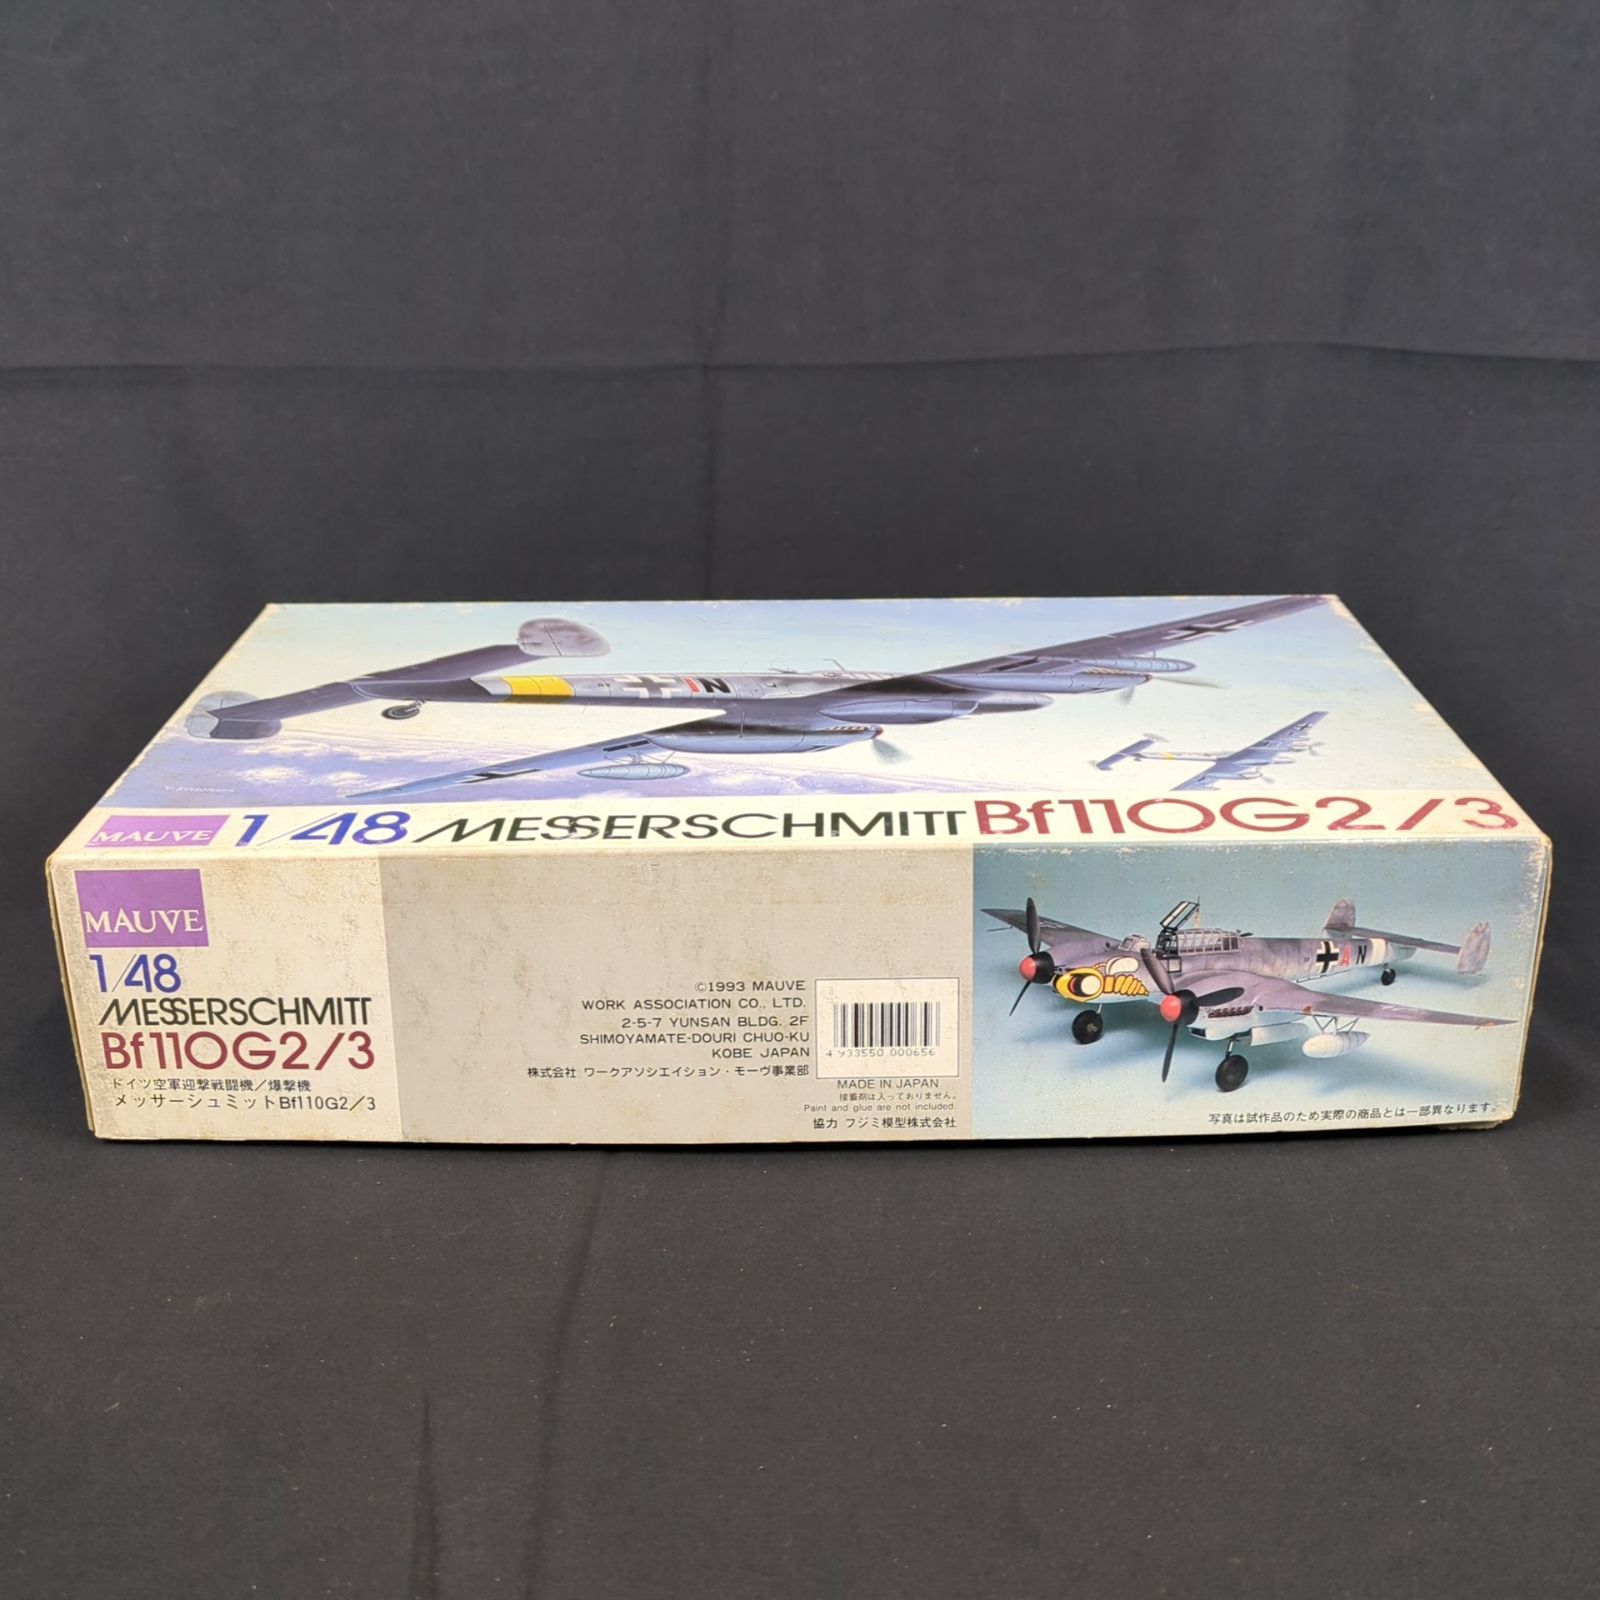 IN
MAUVE 1/48 MESSERSCHMITT Bf110G2/3
MAUVE
1/48
MESSERSCHMITT
Bf110G2/3
ドイツ空軍迎撃戦闘機/爆撃機
メッサーシュミットBf110G2/3
©1993 MAUVE
WORK ASSOCIATION CO., LTD.
2-5-7 YUNSAN BLDG. 2F
SHIMOYAMATE-DOURI CHUO-KU
KOBE JAPAN
株式会社 ワークアソシエイション・モーヴ事業部
4 933550 000656
MADE IN JAPAN
接着剤は入っておりません。
Paint and glue are not included.
協力 フジミ模型株式会社
AN
写真は試作品のため実際の商品とは一部異なります。